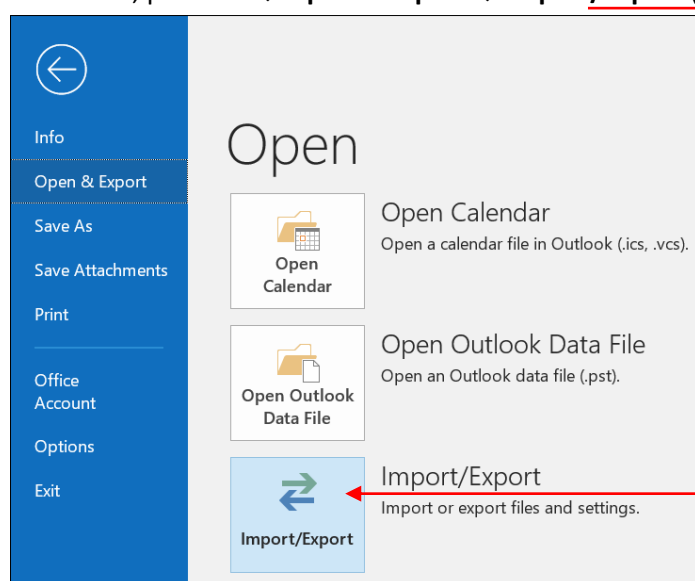 Info
Open & Export
Save As
Save Attachments
Print
Office
Account
Options
Exit
Open
Open
Calendar
Open Calendar
Open a calendar file in Outlook (.ics, .vcs).
Open Outlook
Data File
Open Outlook Data File
Open an Outlook data file (.pst).
Import/Export
Import/Export
Import or export files and settings.